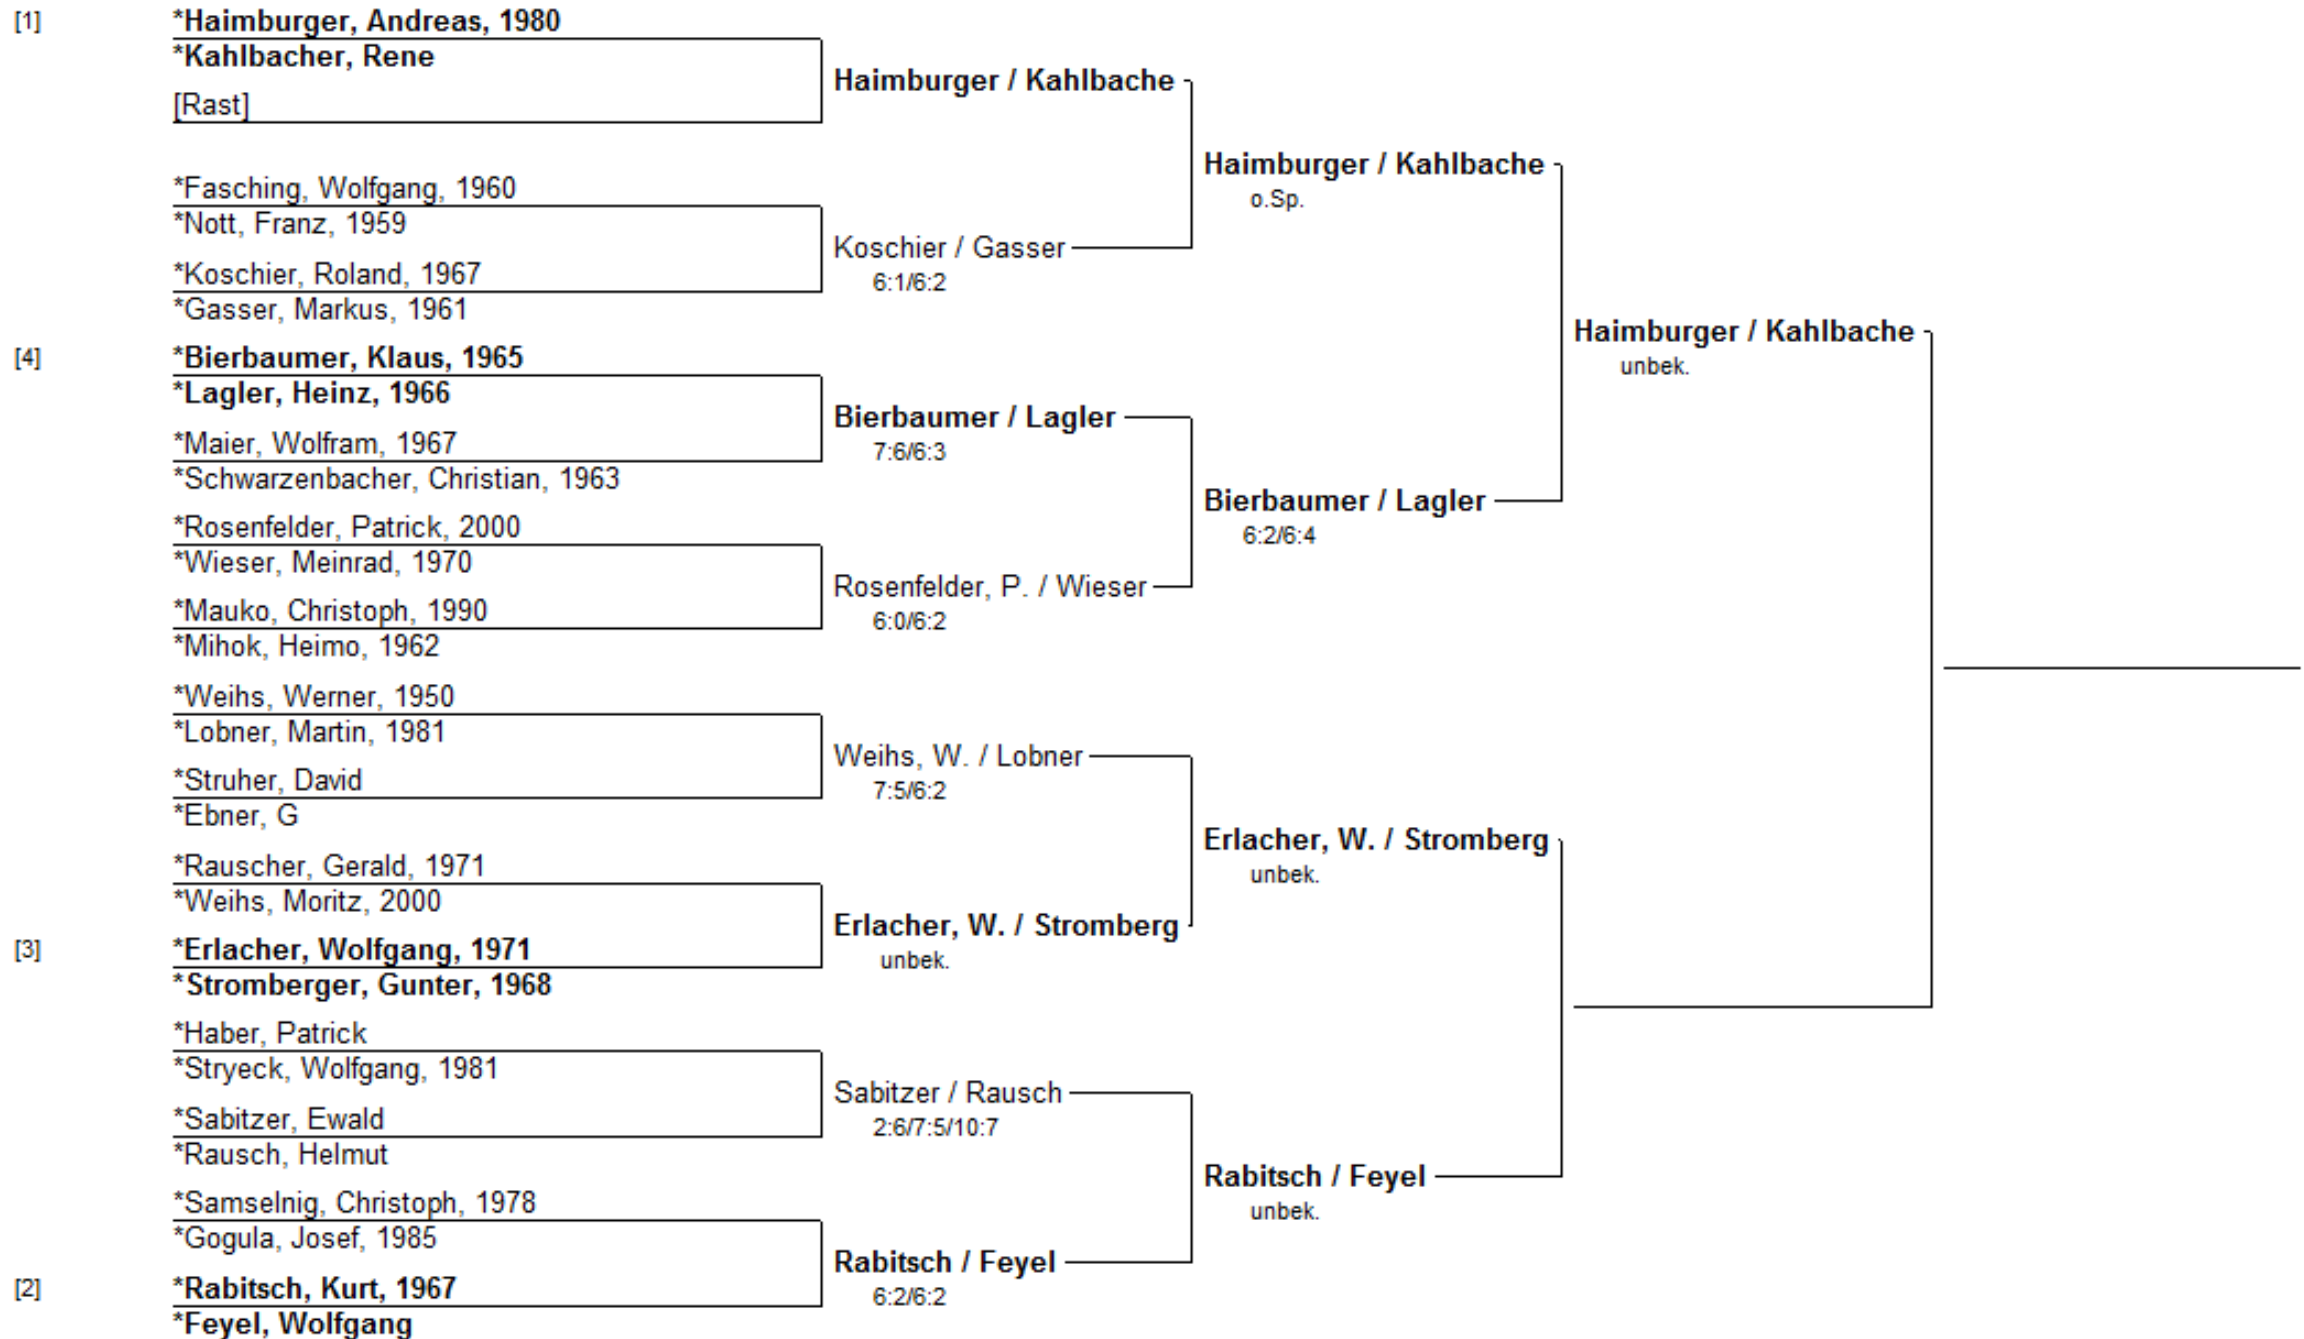 [1] *Haimburger, Andreas, 1980
*Kahlbacher, Rene
Haimburger / Kahlbache
[Rast]
Haimburger / Kahlbache
*Fasching, Wolfgang, 1960
o.Sp.
*Nott, Franz, 1959
Koschier / Gasser
*Koschier, Roland, 1967
6:1/6:2
*Gasser, Markus, 1961
Haimburger / Kahlbache
[4] *Bierbaumer, Klaus, 1965
unbek.
*Lagler, Heinz, 1966
Bierbaumer / Lagler
*Maier, Wolfram, 1967
7:6/6:3
*Schwarzenbacher, Christian, 1963
Bierbaumer / Lagler
*Rosenfelder, Patrick, 2000
6:2/6:4
*Wieser, Meinrad, 1970
Rosenfelder, P. / Wieser
*Mauko, Christoph, 1990
6:0/6:2
*Mihok, Heimo, 1962
*Weihs, Werner, 1950
*Lobner, Martin, 1981
Weihs, W. / Lobner
*Struher, David
7:5/6:2
*Ebner, G
Erlacher, W. / Stromberg
*Rauscher, Gerald, 1971
unbek.
*Weihs, Moritz, 2000
Erlacher, W. / Stromberg
[3] *Erlacher, Wolfgang, 1971
unbek.
*Stromberger, Gunter, 1968
*Haber, Patrick
*Stryeck, Wolfgang, 1981
Sabitzer / Rausch
*Sabitzer, Ewald
2:6/7:5/10:7
*Rausch, Helmut
Rabitsch / Feyel
*Samselnig, Christoph, 1978
unbek.
*Gogula, Josef, 1985
Rabitsch / Feyel
[2] *Rabitsch, Kurt, 1967
6:2/6:2
*Feyel, Wolfgang